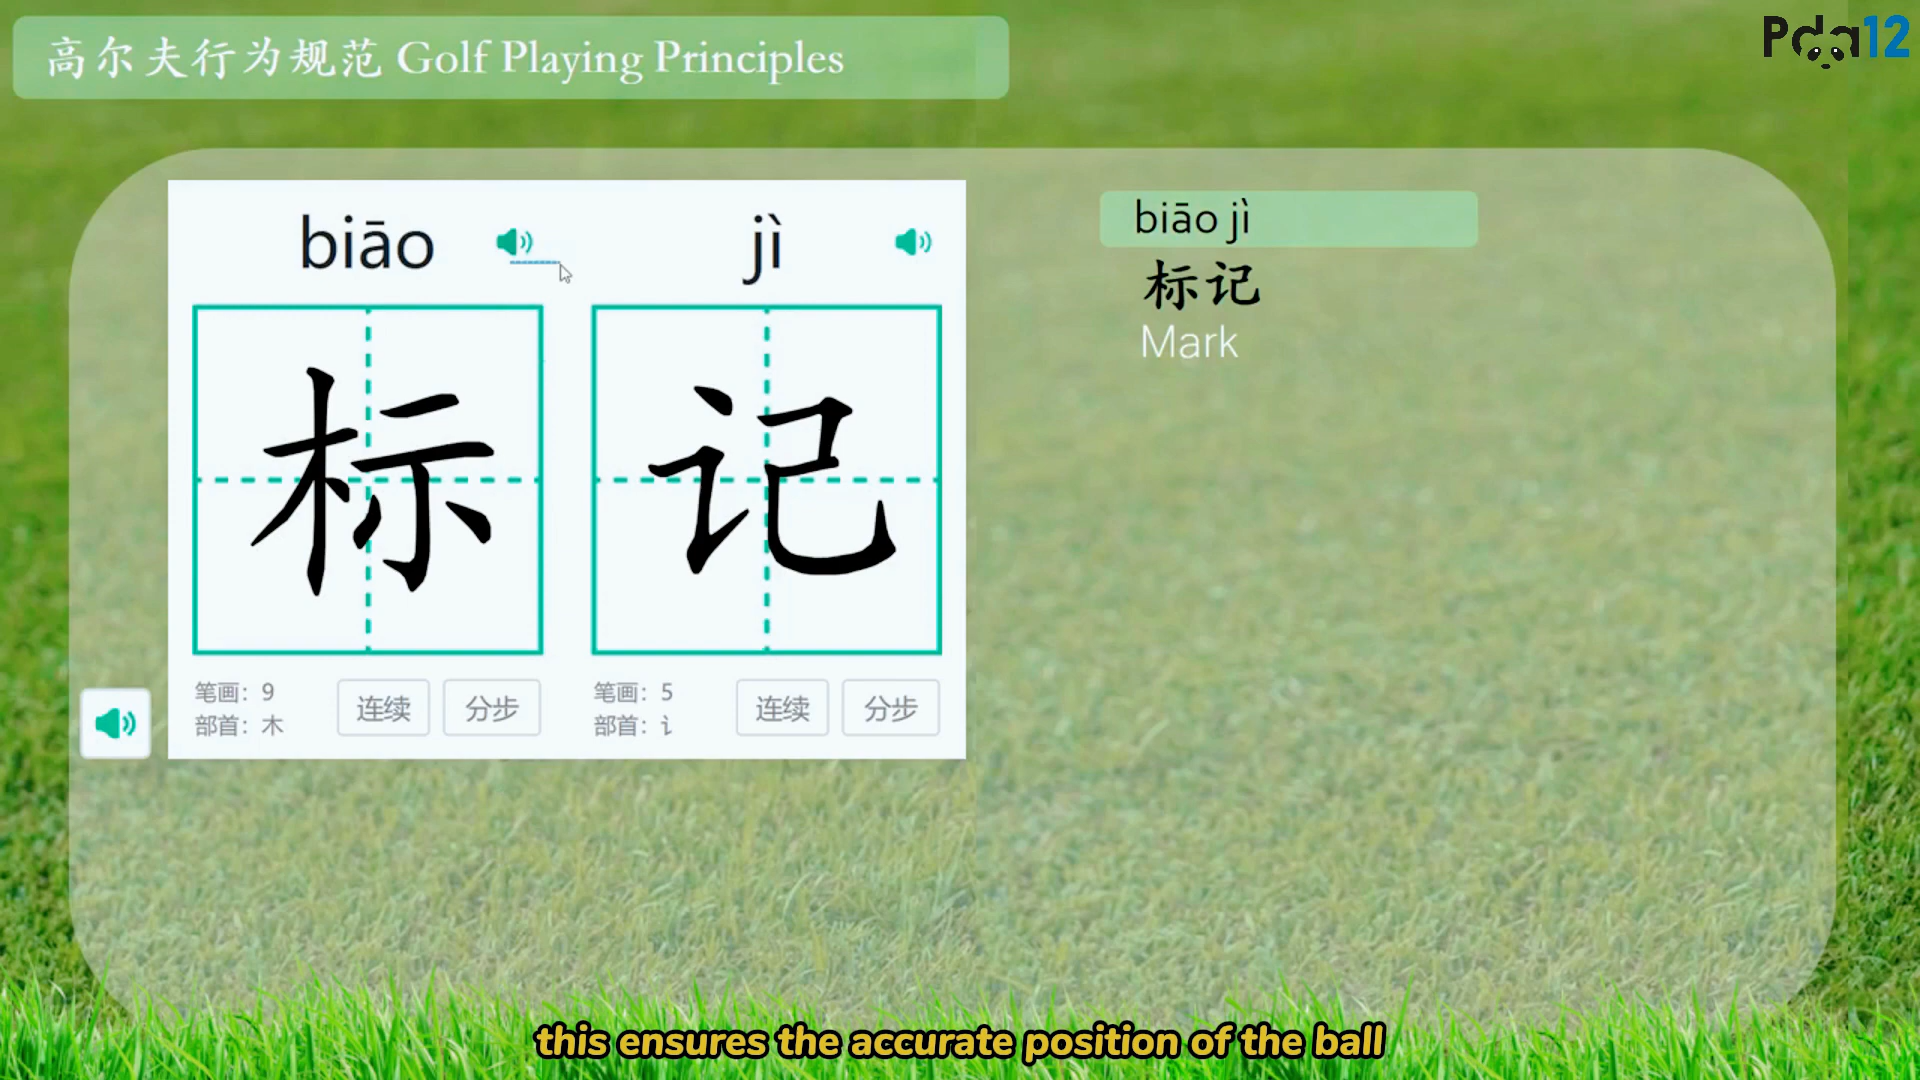 高尔夫行为规范 Golf Playing Principles
Pda12
biāo
jì
标
记
笔画：9
部首：木
连续
分步
笔画：5
部首：讠
连续
分步
biāo jì
标记
Mark
this ensures the accurate position of the ball